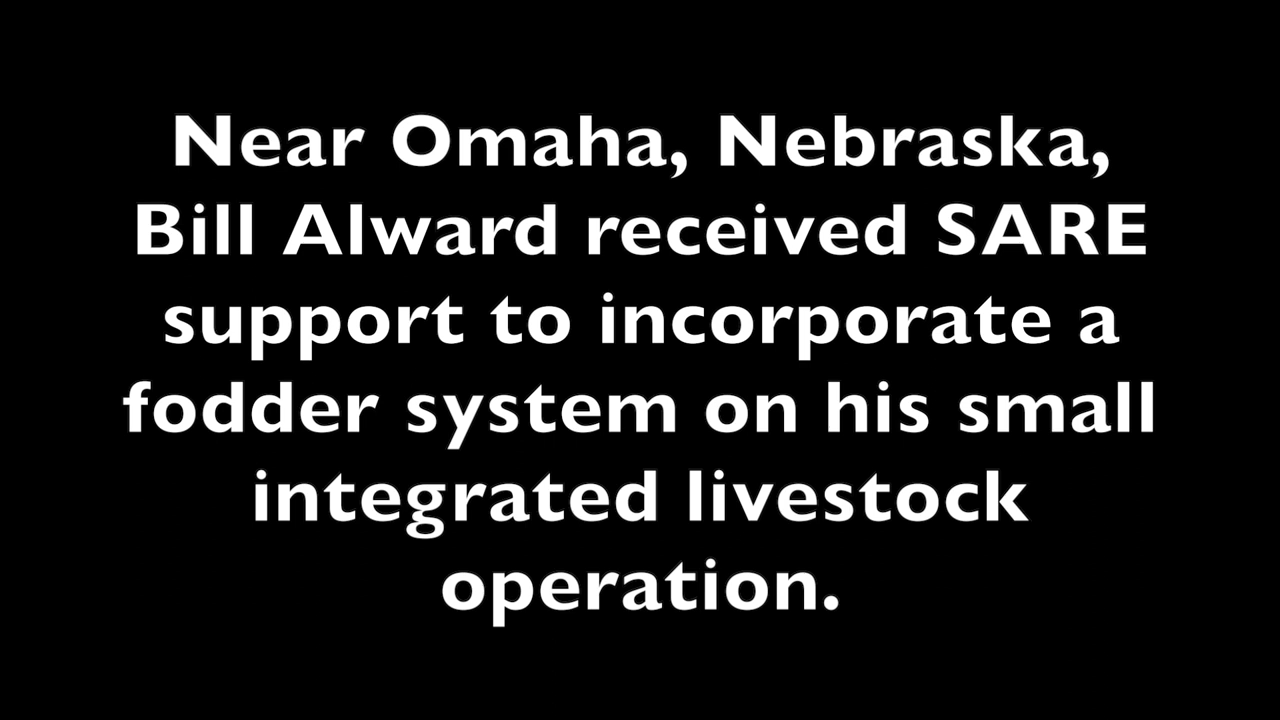 Near Omaha, Nebraska,
Bill Alward received SARE
support to incorporate a
fodder system on his small
integrated livestock
operation.